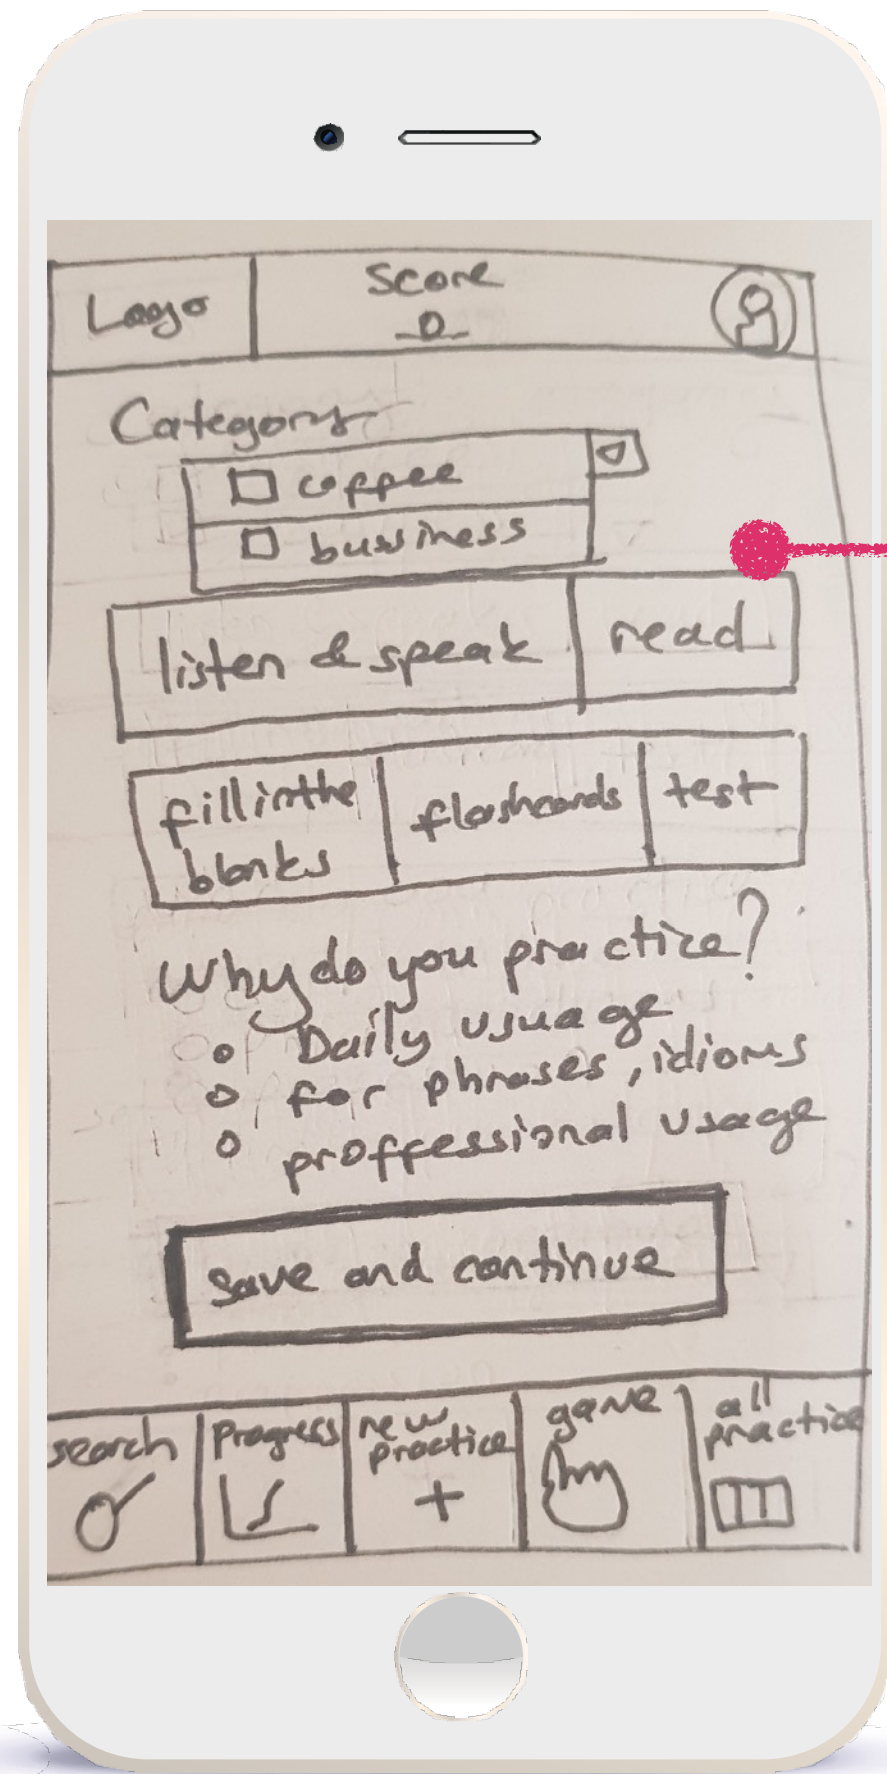 Logo
Score
0
Category
coffee
bussiness
listen & speak
read
fill in the
blanks
flashcards
test
Why do you practice?
Daily usuage
for phrases, idioms
proffessional usage
save and continue
search
Progress
new
practice
+
game
all
practice